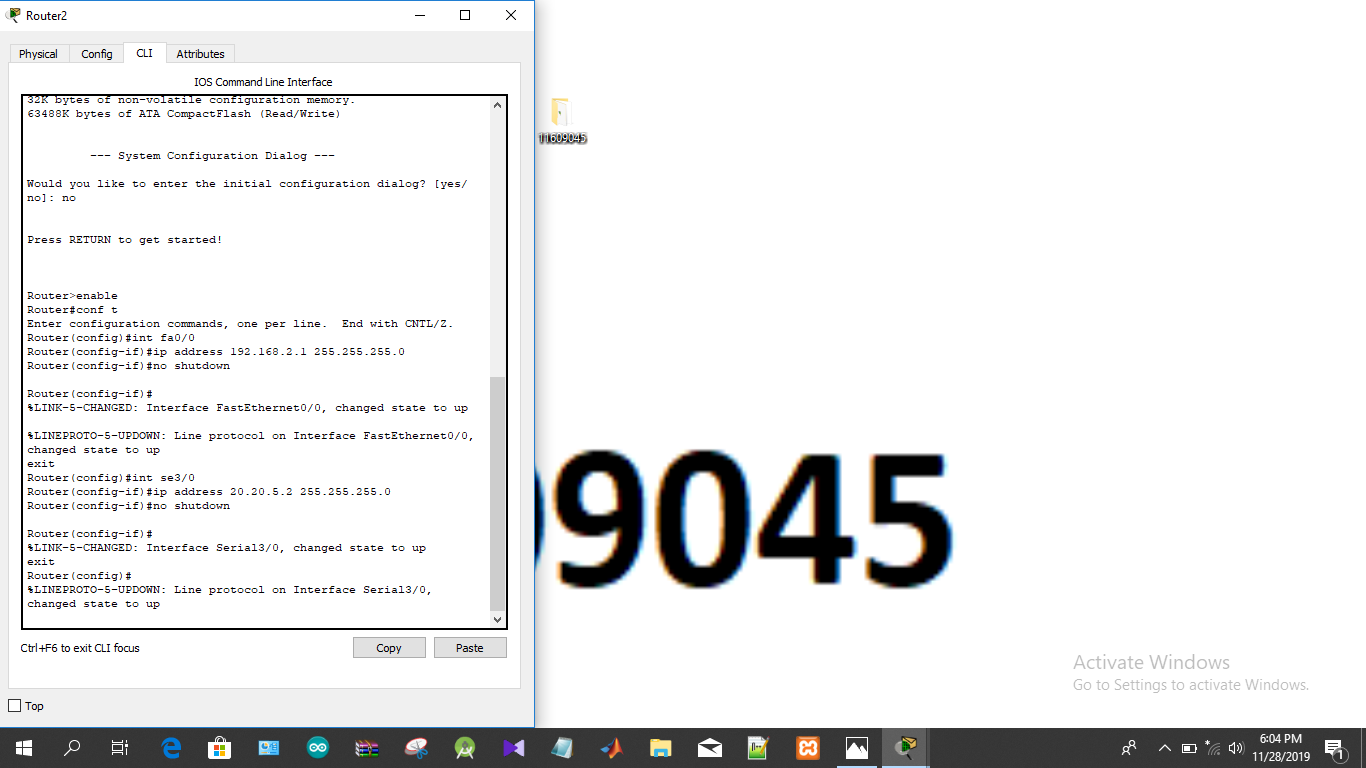 Router2
Physical
Config
CLI
Attributes
IOS Command Line Interface
32K bytes of non-volatile configuration memory.
63488K bytes of ATA CompactFlash (Read/Write)
--- System Configuration Dialog ---
Would you like to enter the initial configuration dialog? [yes/
no]: no
Press RETURN to get started!
Router>enable
Router#conf t
Enter configuration commands, one per line.  End with CNTL/Z.
Router(config)#int fa0/0
Router(config-if)#ip address 192.168.2.1 255.255.255.0
Router(config-if)#no shutdown
Router(config-if)#
%LINK-5-CHANGED: Interface FastEthernet0/0, changed state to up
%LINEPROTO-5-UPDOWN: Line protocol on Interface FastEthernet0/0,
changed state to up
exit
Router(config)#int se3/0
Router(config-if)#ip address 20.20.5.2 255.255.255.0
Router(config-if)#no shutdown
Router(config-if)#
%LINK-5-CHANGED: Interface Serial3/0, changed state to up
exit
Router(config)#
%LINEPROTO-5-UPDOWN: Line protocol on Interface Serial3/0,
changed state to up
Ctrl+F6 to exit CLI focus
Copy
Paste
Top
11609045
9045
Activate Windows
Go to Settings to activate Windows.
6:04 PM
11/28/2019
1